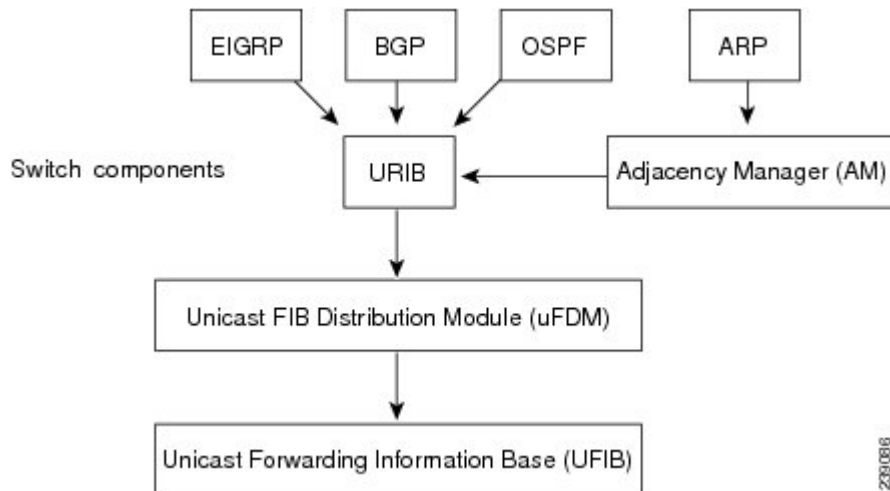 EIGRP
BGP
OSPF
ARP
Switch components
URIB
Adjacency Manager (AM)
Unicast FIB Distribution Module (uFDM)
Unicast Forwarding Information Base (UFIB)
239086